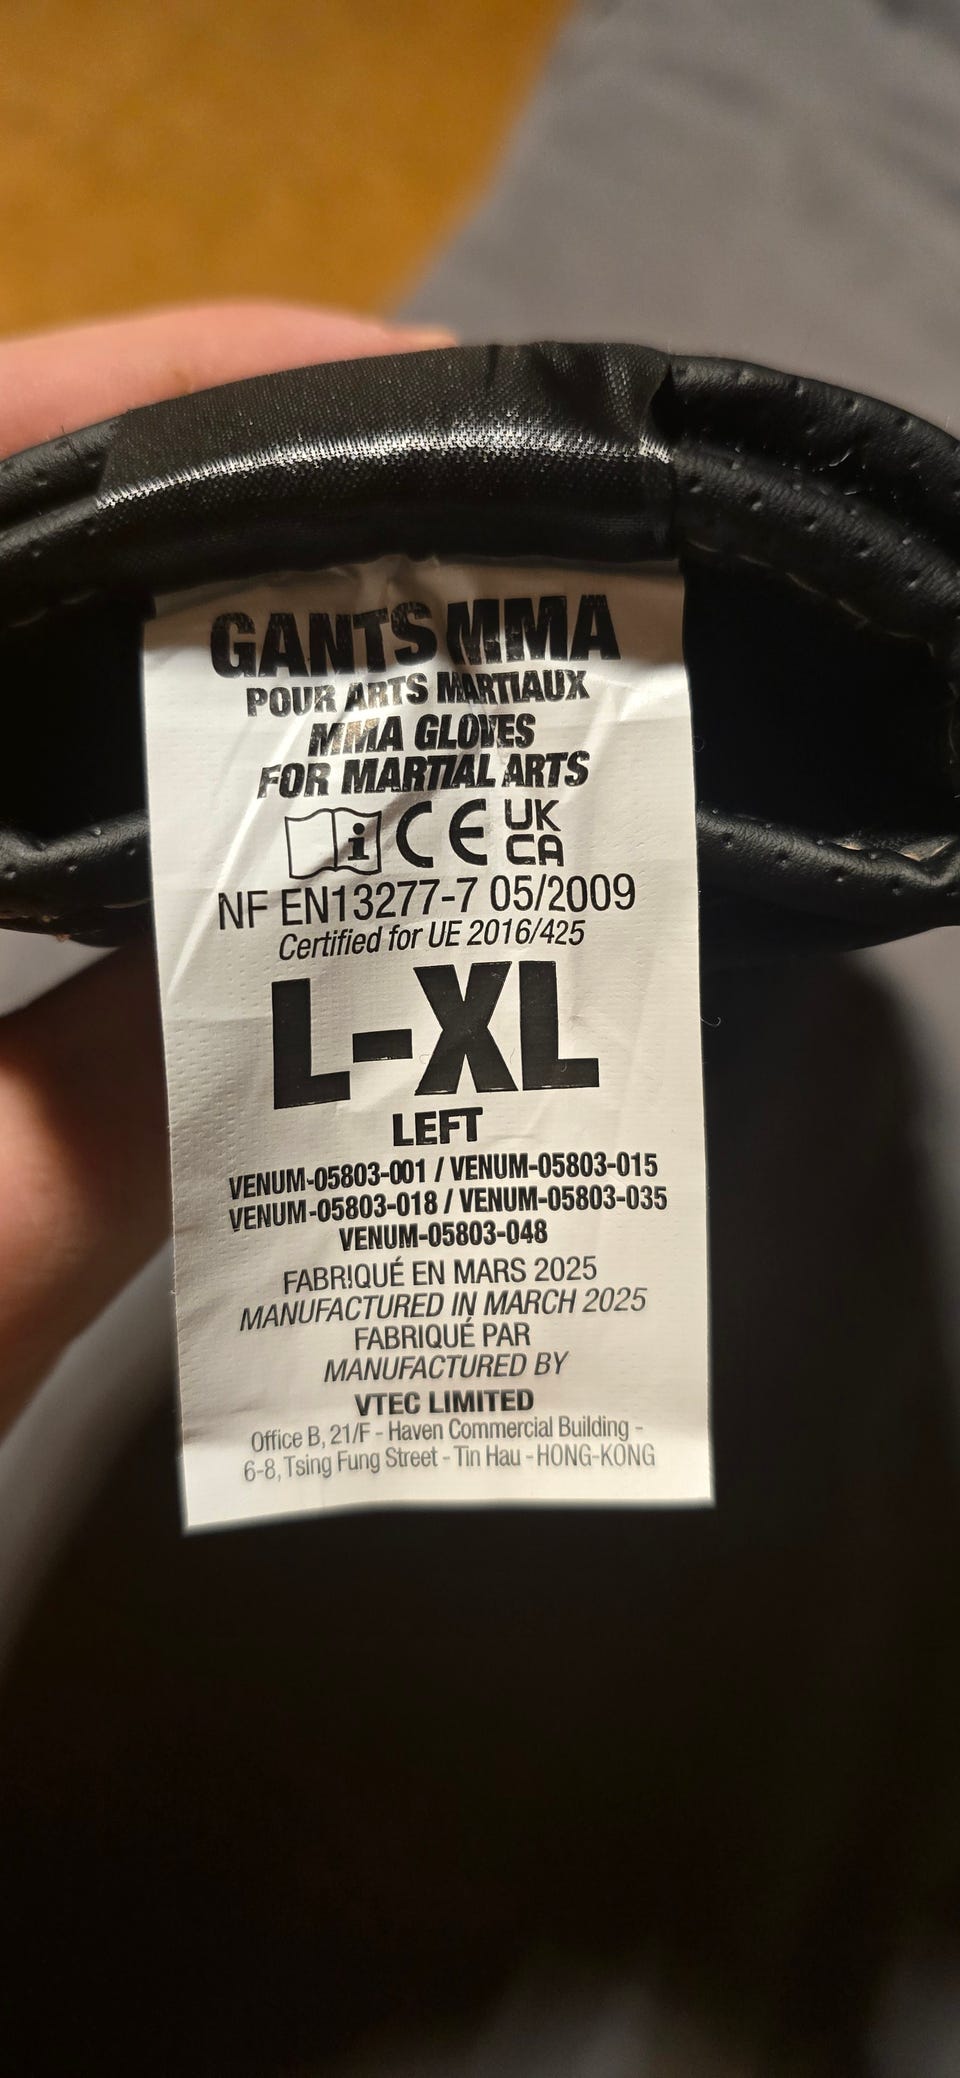 GANTS MMA
POUR ARTS MARTIAUX
MMA GLOVES
FOR MARTIAL ARTS
i CE UK CA
NF EN13277-7 05/2009
Certified for UE 2016/425
L-XL
LEFT
VENUM-05803-001 / VENUM-05803-015
VENUM-05803-018 / VENUM-05803-035
VENUM-05803-048
FABRIQUÉ EN MARS 2025
MANUFACTURED IN MARCH 2025
FABRIQUÉ PAR
MANUFACTURED BY
VTEC LIMITED
Office B, 21/F - Haven Commercial Building -
6-8, Tsing Fung Street - Tin Hau - HONG-KONG